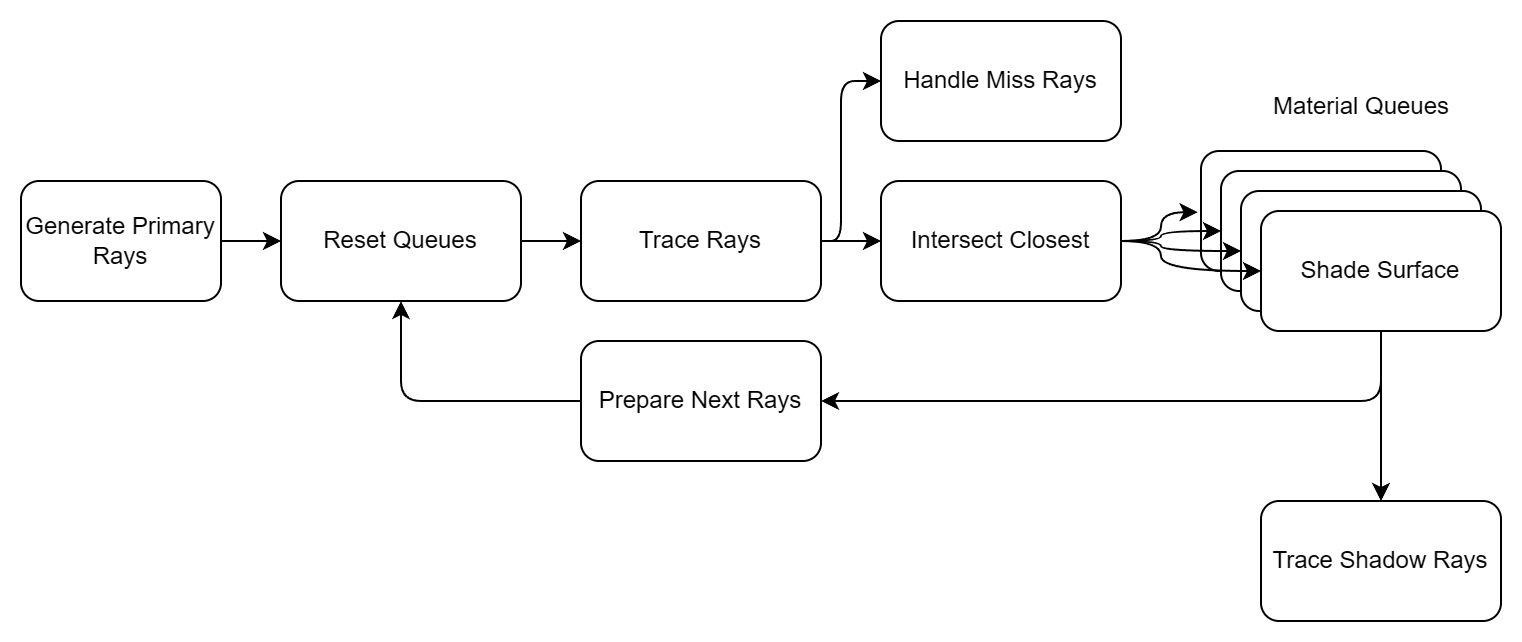 Handle Miss Rays
Material Queues
Generate Primary
Rays
Reset Queues
Trace Rays
Intersect Closest
Shade Surface
Prepare Next Rays
Trace Shadow Rays